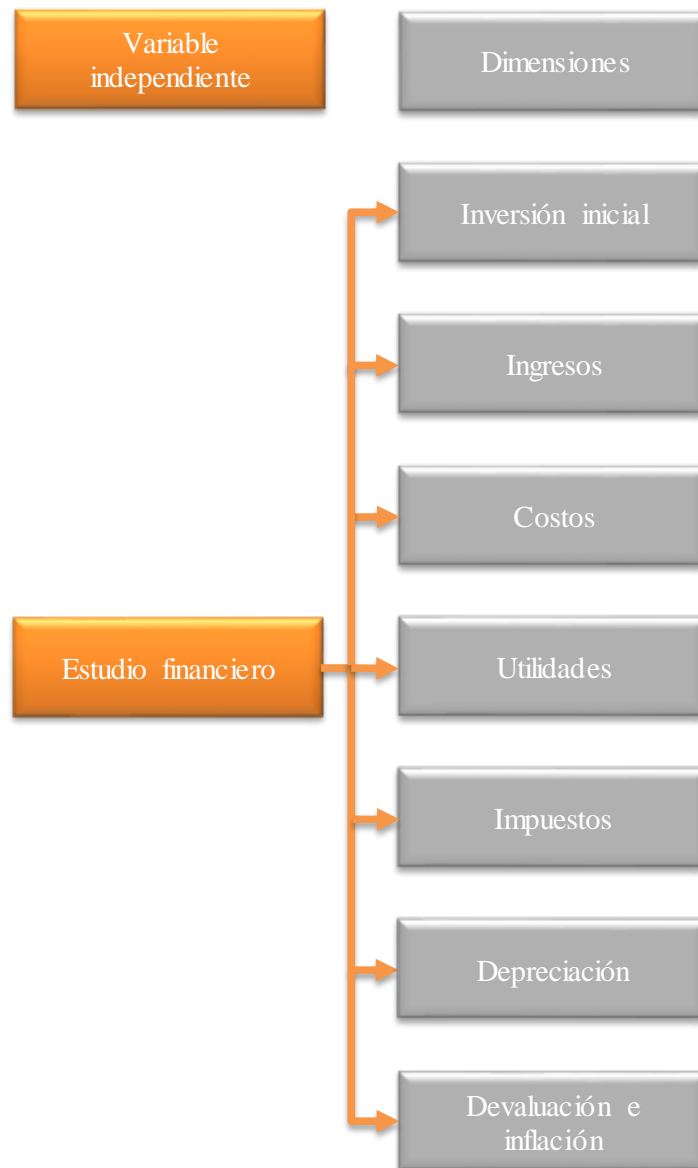 Variable
independiente
Dimensiones
Inversión inicial
Ingresos
Costos
Estudio financiero
Utilidades
Impuestos
Depreciación
Devaluación e
inflación